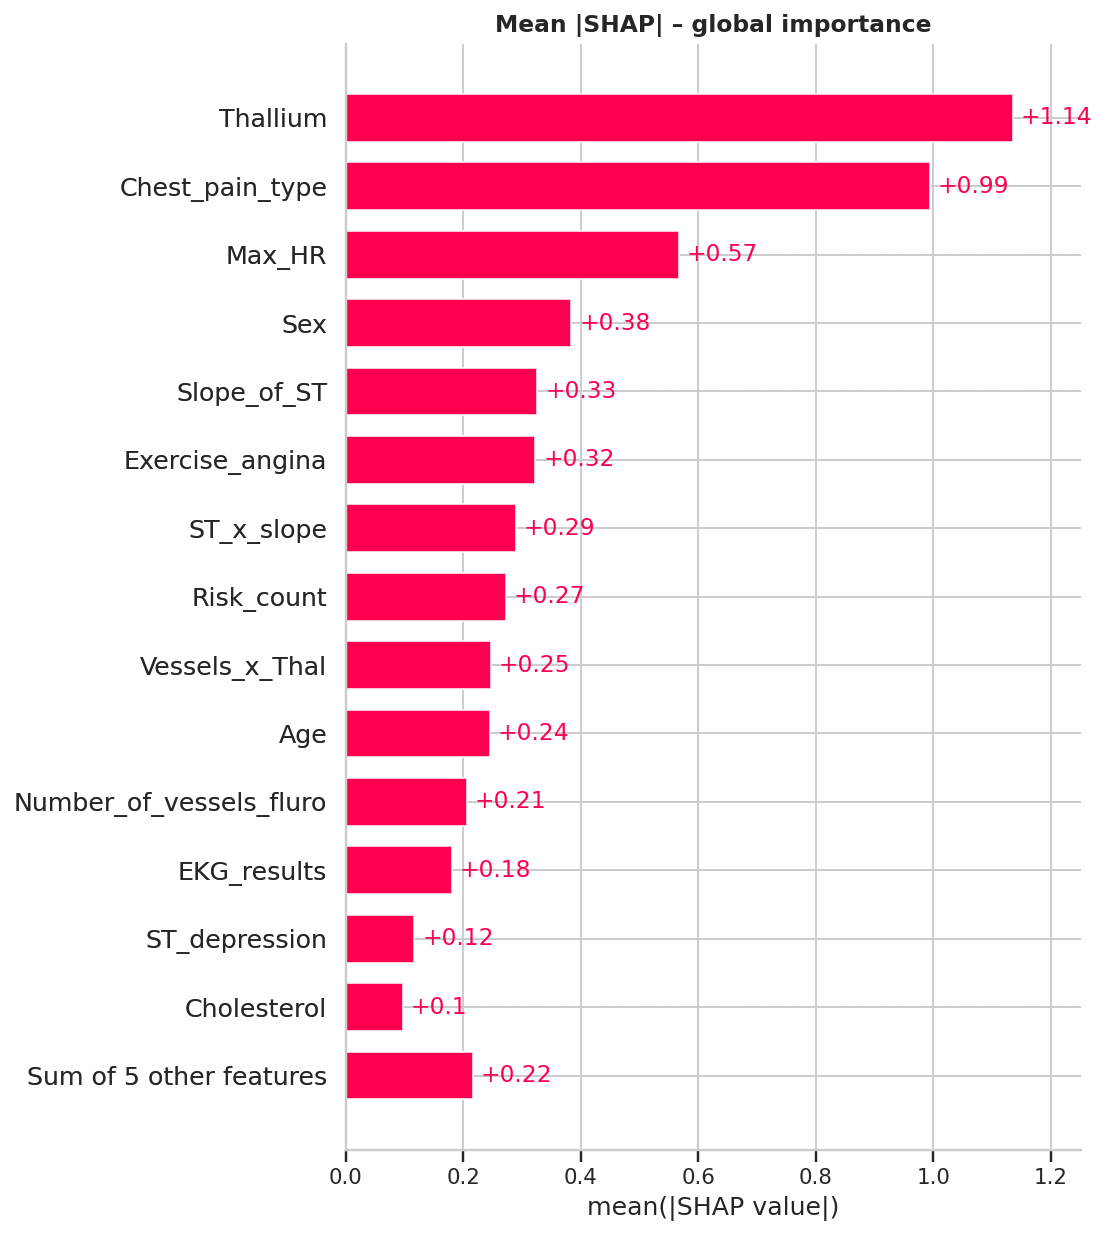 Mean |SHAP| – global importance
Thallium +1.14
Chest_pain_type +0.99
Max_HR +0.57
Sex +0.38
Slope_of_ST +0.33
Exercise_angina +0.32
ST_x_slope +0.29
Risk_count +0.27
Vessels_x_Thal +0.25
Age +0.24
Number_of_vessels_fluro +0.21
EKG_results +0.18
ST_depression +0.12
Cholesterol +0.1
Sum of 5 other features +0.22
0.0 0.2 0.4 0.6 0.8 1.0 1.2
mean(|SHAP value|)